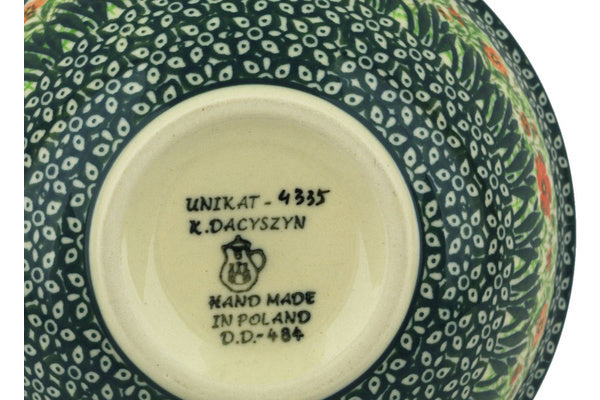 UNIKAT - 4335
K. DACYSZYN
HAND MADE
IN POLAND
D.D.-484